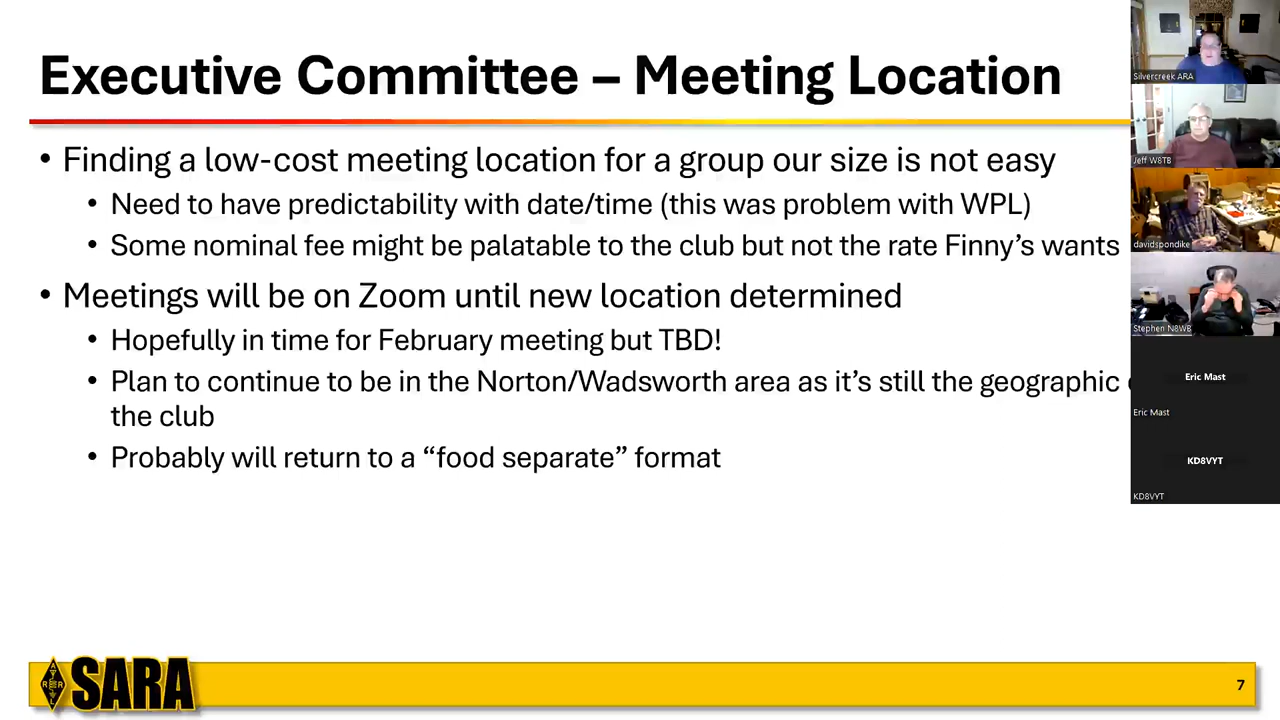 Executive Committee – Meeting Location
• Finding a low-cost meeting location for a group our size is not easy
• Need to have predictability with date/time (this was problem with WPL)
• Some nominal fee might be palatable to the club but not the rate Finny’s wants
• Meetings will be on Zoom until new location determined
• Hopefully in time for February meeting but TBD!
• Plan to continue to be in the Norton/Wadsworth area as it’s still the geographic
the club
• Probably will return to a “food separate” format
Silvercreek ARA
Jeff W8TB
davidspondike
Stephen N8WB
Eric Mast
Eric Mast
KD8VYT
KD8VYT
ARRL
SARA
7